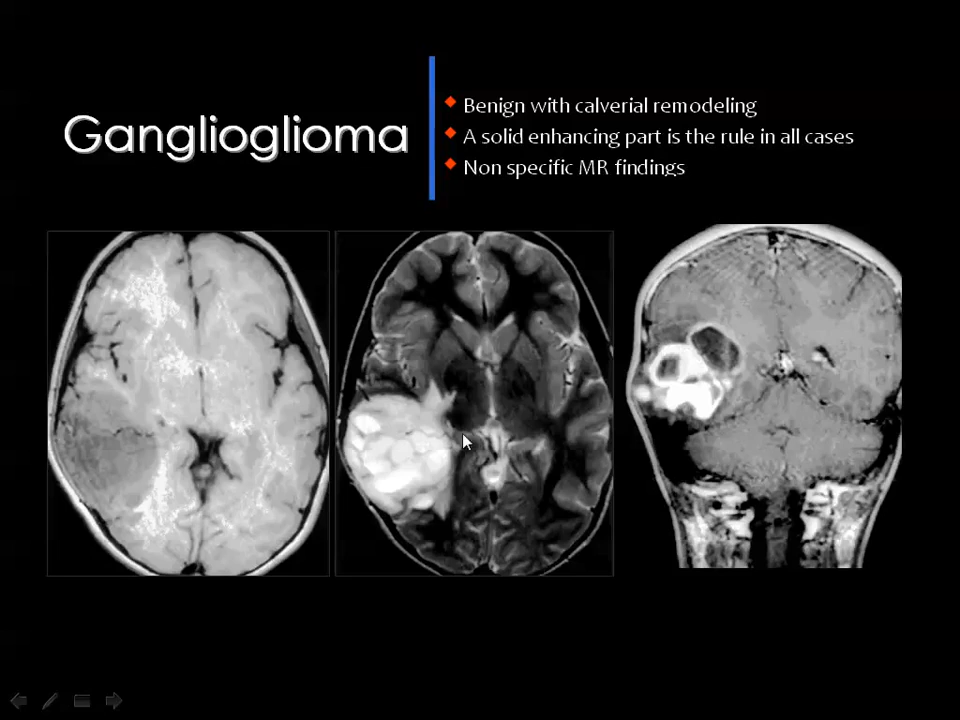 Ganglioglioma
Benign with calverial remodeling
A solid enhancing part is the rule in all cases
Non specific MR findings